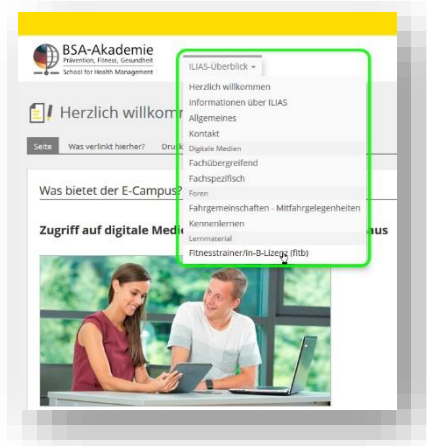 BSA-Akademie
Prävention, Fitness, Gesundheit
School for Health Management
ILIAS-Überblick
Herzlich willkommen
Informationen über ILIAS
Allgemeines
Kontakt
Digitale Medien
Fachübergreifend
Fachspezifisch
Foren
Fahrgemeinschaften - Mitfahrgelegenheiten
Kennenlernen
Lernmaterial
Fitnesstrainer/in-B-Lizenz (fitb)
Herzlich willkom
Seite Was verlinkt hierher? Druck
Was bietet der E-Campus?
Zugriff auf digitale Medie aus